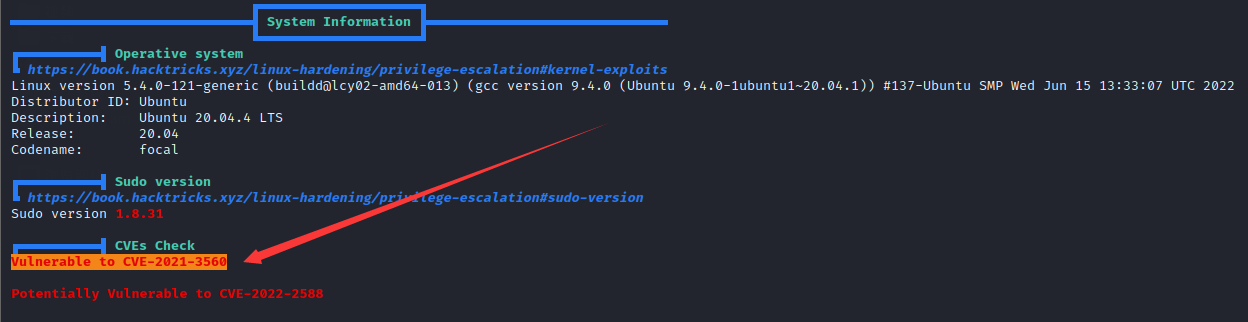 System Information
Operative system
https://book.hacktricks.xyz/linux-hardening/privilege-escalation#kernel-exploits
Linux version 5.4.0-121-generic (buildd@lcy02-amd64-013) (gcc version 9.4.0 (Ubuntu 9.4.0-1ubuntu1~20.04.1)) #137-Ubuntu SMP Wed Jun 15 13:33:07 UTC 2022
Distributor ID: Ubuntu
Description: Ubuntu 20.04.4 LTS
Release: 20.04
Codename: focal
Sudo version
https://book.hacktricks.xyz/linux-hardening/privilege-escalation#sudo-version
Sudo version 1.8.31
CVEs Check
Vulnerable to CVE-2021-3560
Potentially Vulnerable to CVE-2022-2588